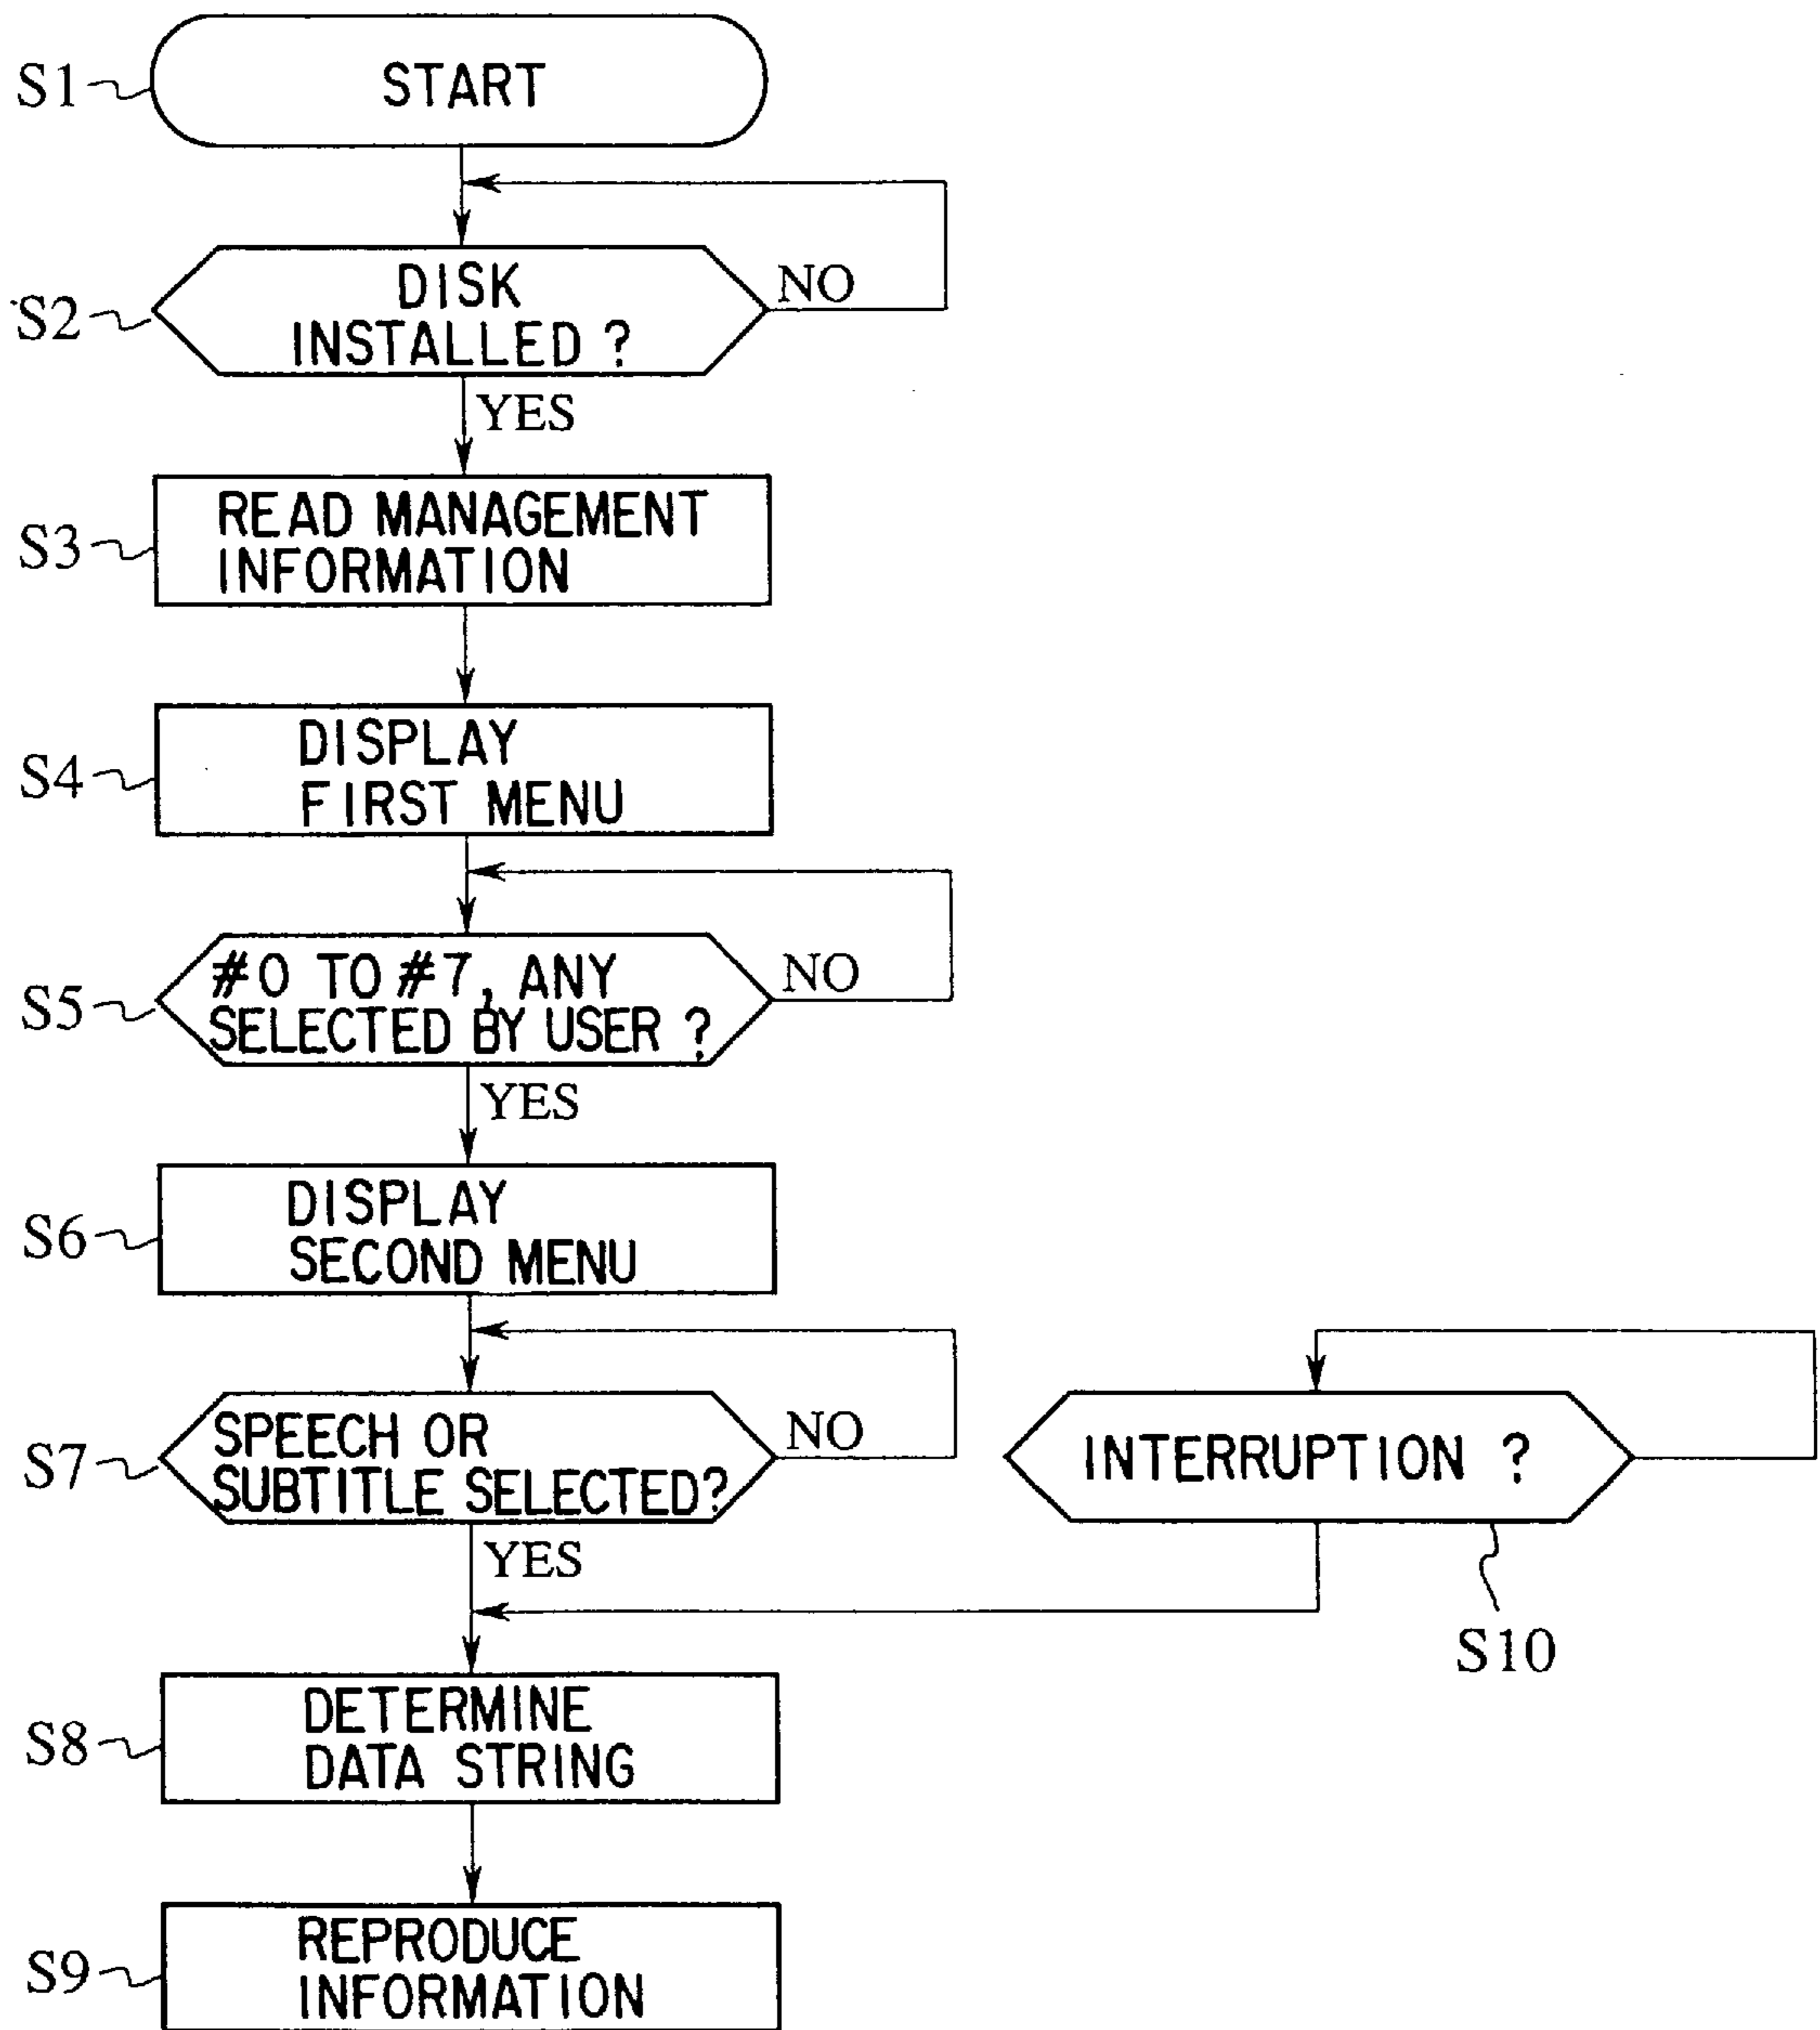 S1
START
S2
DISK
INSTALLED ?
NO
YES
S3
READ MANAGEMENT
INFORMATION
S4
DISPLAY
FIRST MENU
S5
#0 TO #7, ANY
SELECTED BY USER ?
NO
YES
S6
DISPLAY
SECOND MENU
S7
SPEECH OR
SUBTITLE SELECTED?
NO
YES
INTERRUPTION ?
S10
S8
DETERMINE
DATA STRING
S9
REPRODUCE
INFORMATION